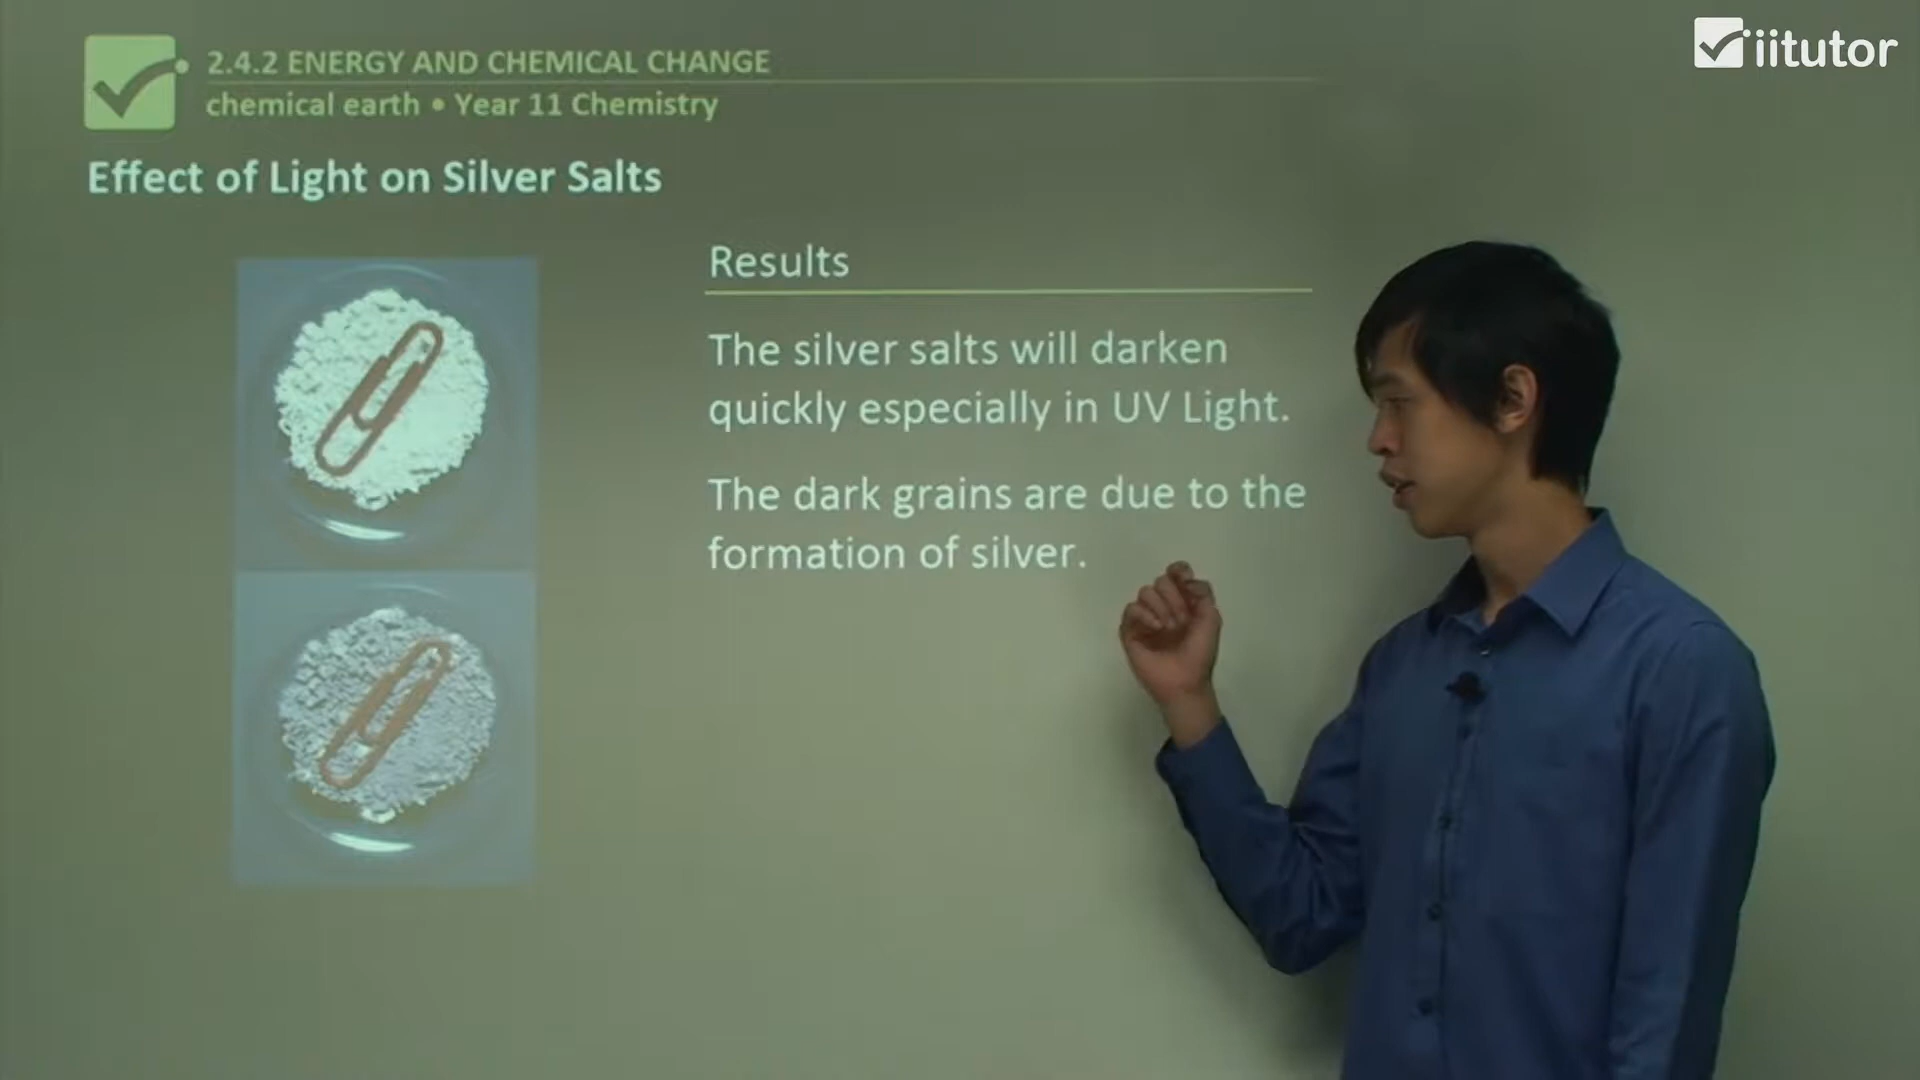 iitutor
2.4.2 ENERGY AND CHEMICAL CHANGE
chemical earth • Year 11 Chemistry
Effect of Light on Silver Salts
Results
The silver salts will darken
quickly especially in UV Light.
The dark grains are due to the
formation of silver.